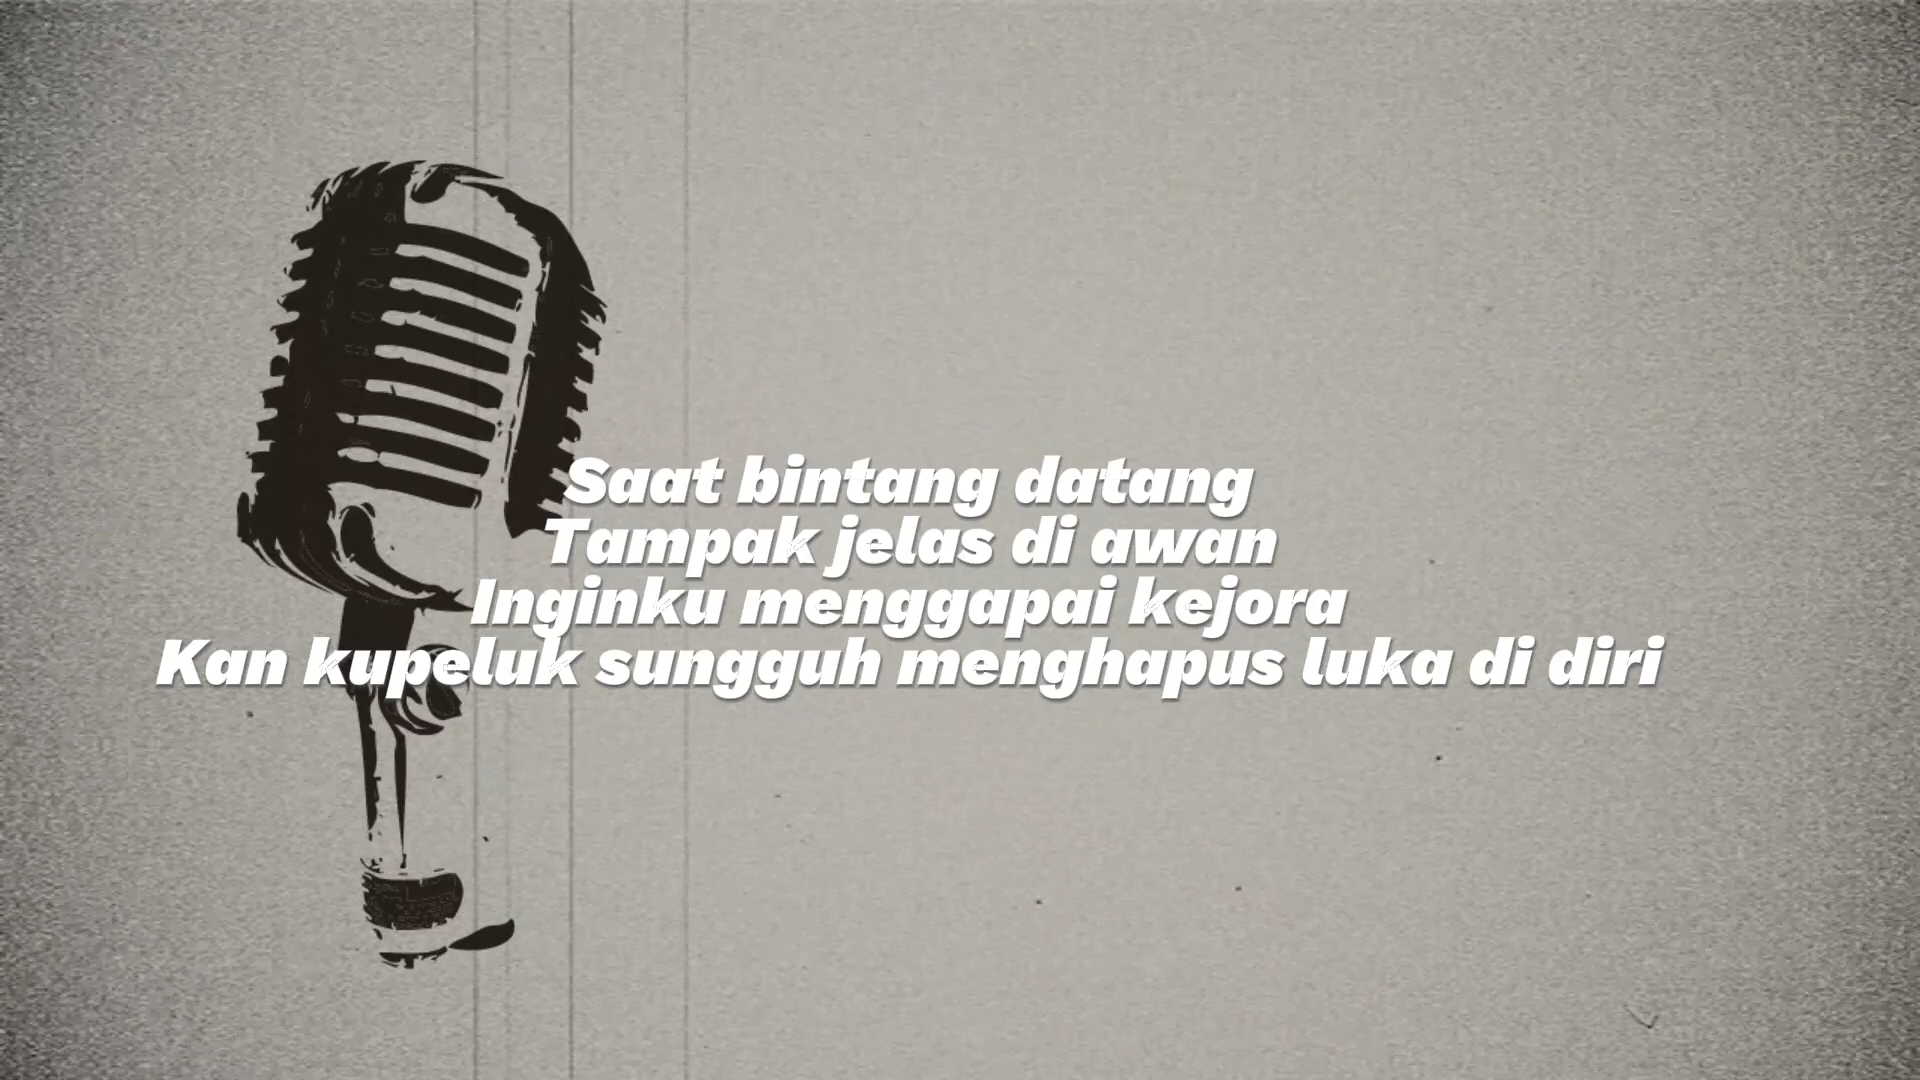 Saat bintang datang
Tampak jelas di awan
Inginku menggapai kejora
Kan kupeluk sungguh menghapus luka di diri